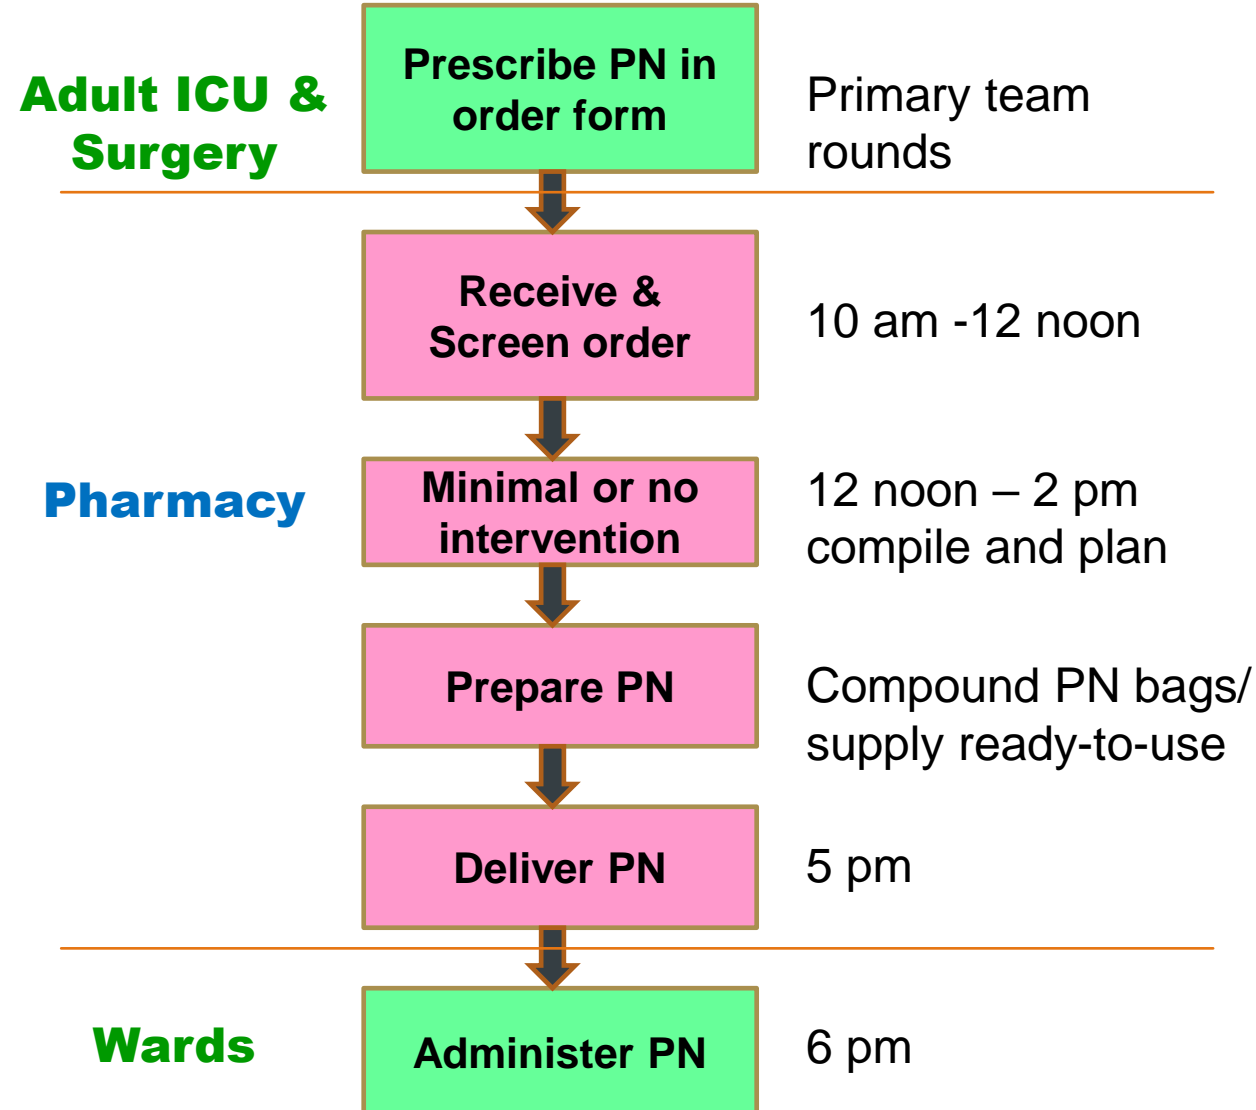 Adult ICU &
Surgery
Prescribe PN in
order form
Primary team
rounds
Receive &
Screen order
10 am -12 noon
Pharmacy
Minimal or no
intervention
12 noon – 2 pm
compile and plan
Prepare PN
Compound PN bags/
supply ready-to-use
Deliver PN
5 pm
Wards
Administer PN
6 pm